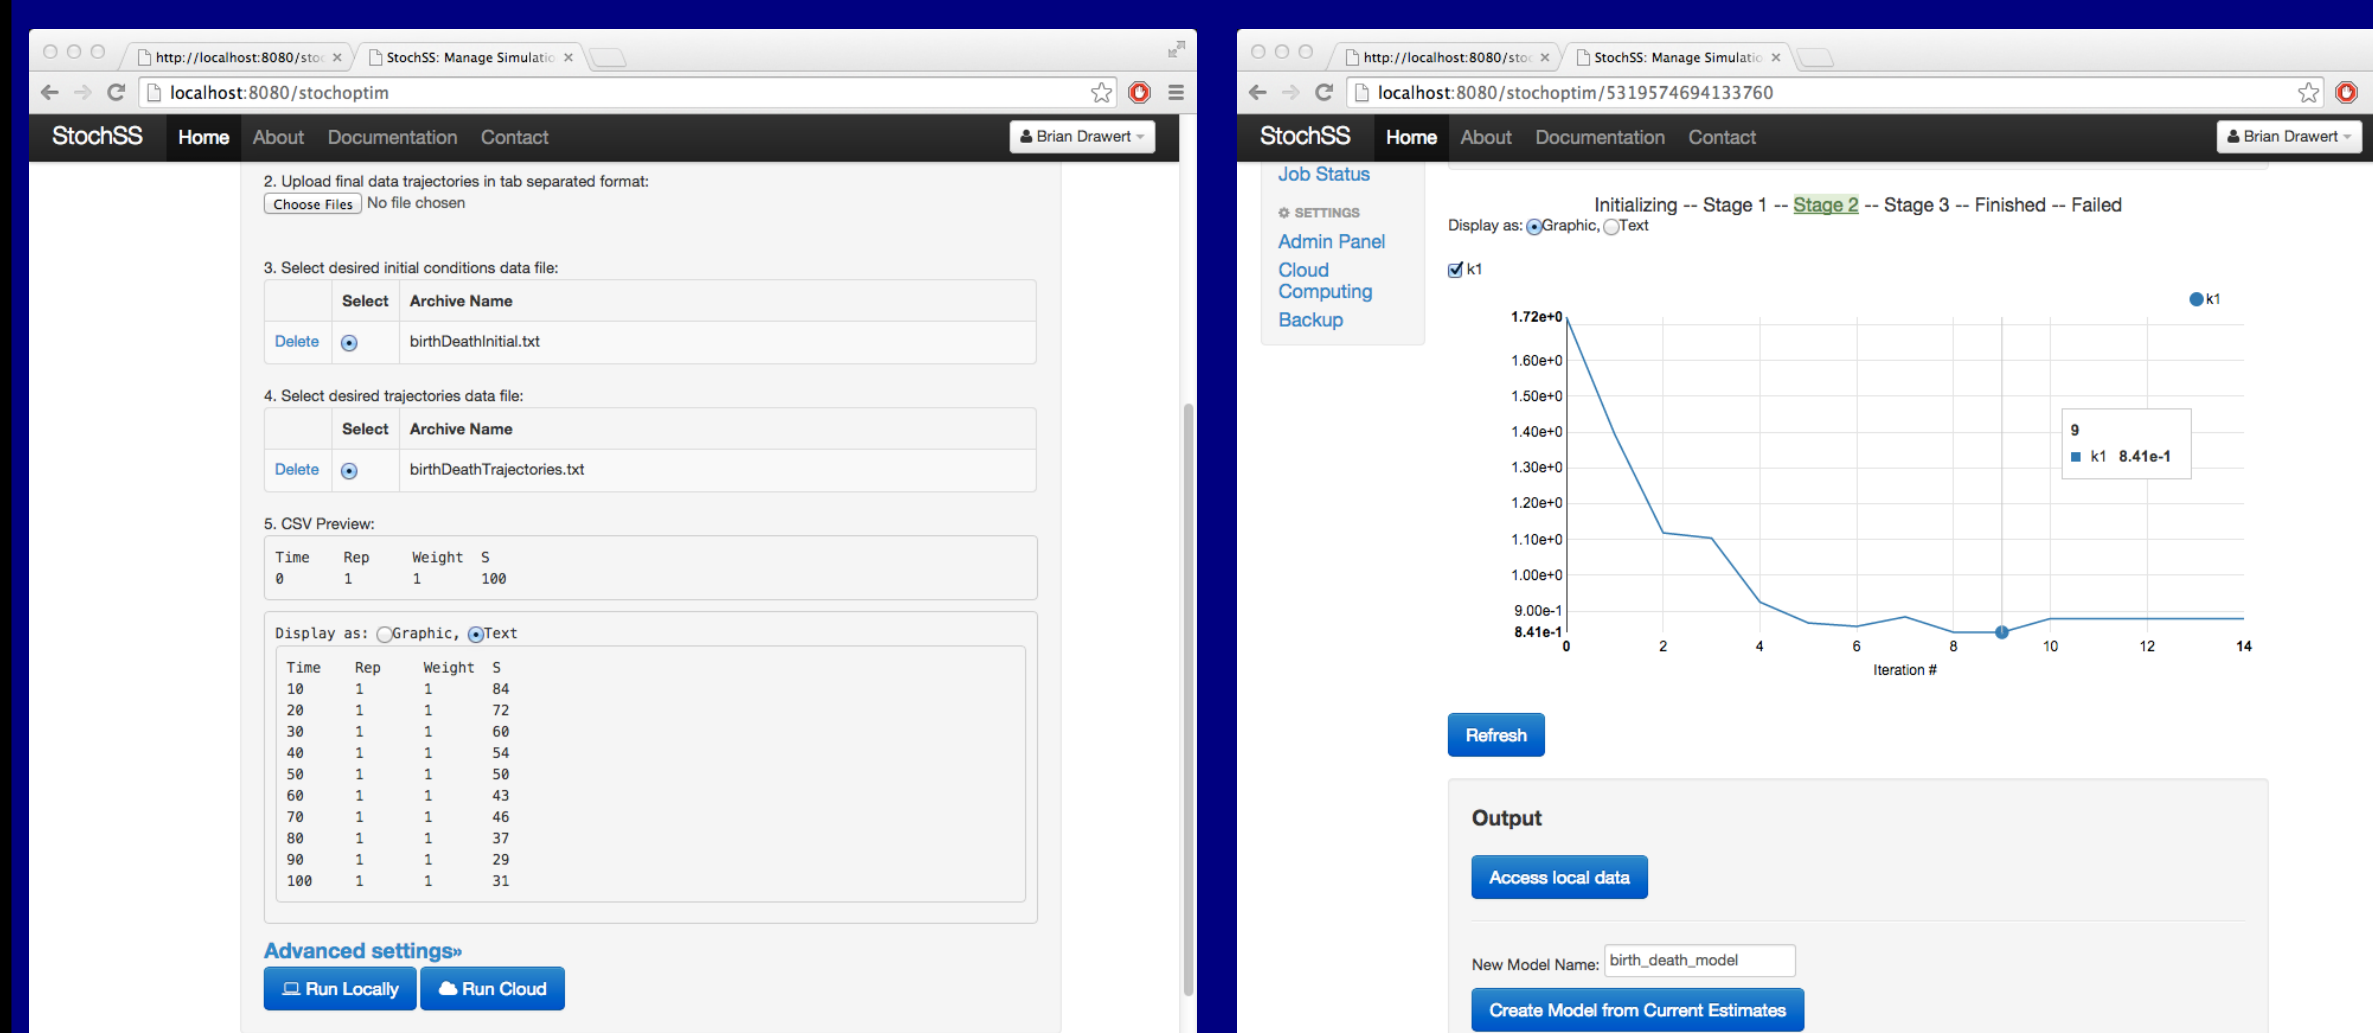 http://localhost:8080/stoc
StochSS: Manage Simulatio
localhost:8080/stochoptim
StochSS Home About Documentation Contact Brian Drawert
2. Upload final data trajectories in tab separated format:
Choose Files No file chosen
3. Select desired initial conditions data file:
Select Archive Name
Delete birthDeathInitial.txt
4. Select desired trajectories data file:
Select Archive Name
Delete birthDeathTrajectories.txt
5. CSV Preview:
Time Rep Weight S
0 1 1 100
Display as: Graphic, Text
Time Rep Weight S
10 1 1 84
20 1 1 72
30 1 1 60
40 1 1 54
50 1 1 50
60 1 1 43
70 1 1 46
80 1 1 37
90 1 1 29
100 1 1 31
Advanced settings»
Run Locally Run Cloud
http://localhost:8080/stoc
StochSS: Manage Simulatio
localhost:8080/stochoptim/5319574694133760
StochSS Home About Documentation Contact Brian Drawert
Job Status
SETTINGS
Admin Panel
Cloud
Computing
Backup
Initializing -- Stage 1 -- Stage 2 -- Stage 3 -- Finished -- Failed
Display as: Graphic, Text
k1
k1
1.72e+0
1.60e+0
1.50e+0
1.40e+0
1.30e+0
1.20e+0
1.10e+0
1.00e+0
9.00e-1
8.41e-1
9
k1 8.41e-1
0 2 4 6 8 10 12 14
Iteration #
Refresh
Output
Access local data
New Model Name: birth_death_model
Create Model from Current Estimates